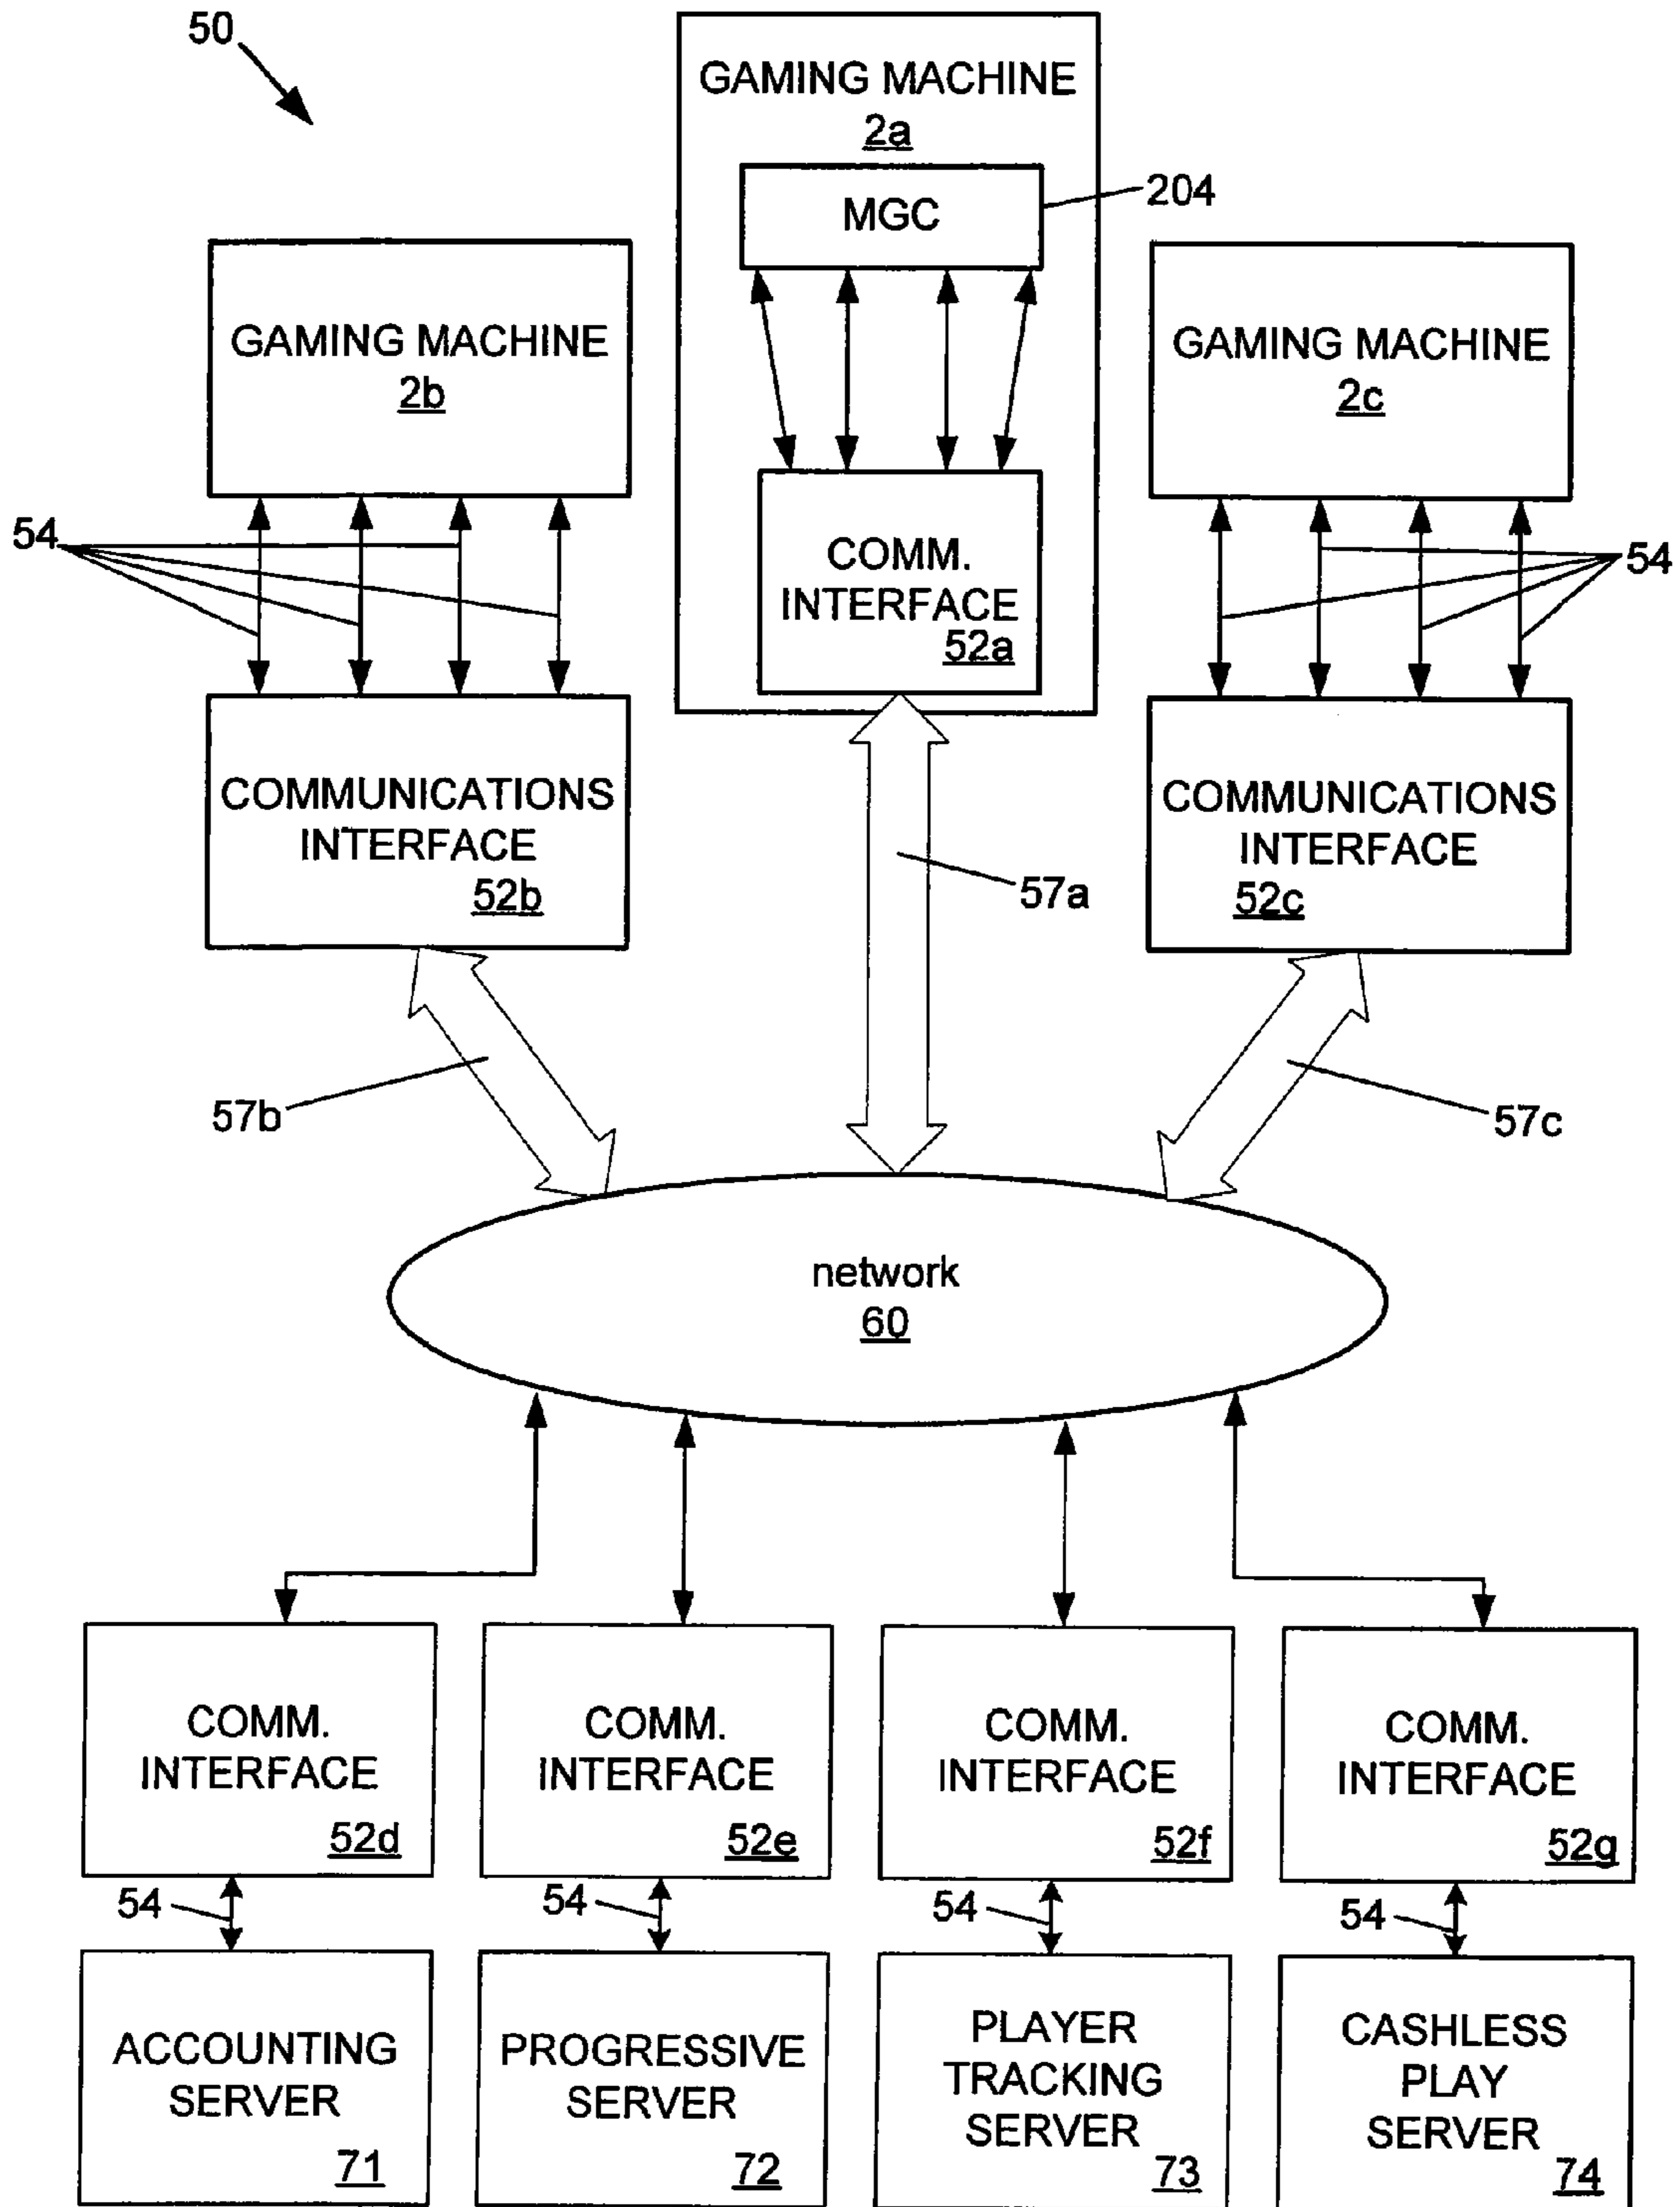 50
GAMING MACHINE
2a
MGC
204
GAMING MACHINE
2b
GAMING MACHINE
2c
54
COMM.
INTERFACE
52a
54
COMMUNICATIONS
INTERFACE
52b
COMMUNICATIONS
INTERFACE
52c
57a
57b
57c
network
60
COMM.
INTERFACE
52d
COMM.
INTERFACE
52e
COMM.
INTERFACE
52f
COMM.
INTERFACE
52g
54
54
54
54
ACCOUNTING
SERVER
71
PROGRESSIVE
SERVER
72
PLAYER
TRACKING
SERVER
73
CASHLESS
PLAY
SERVER
74